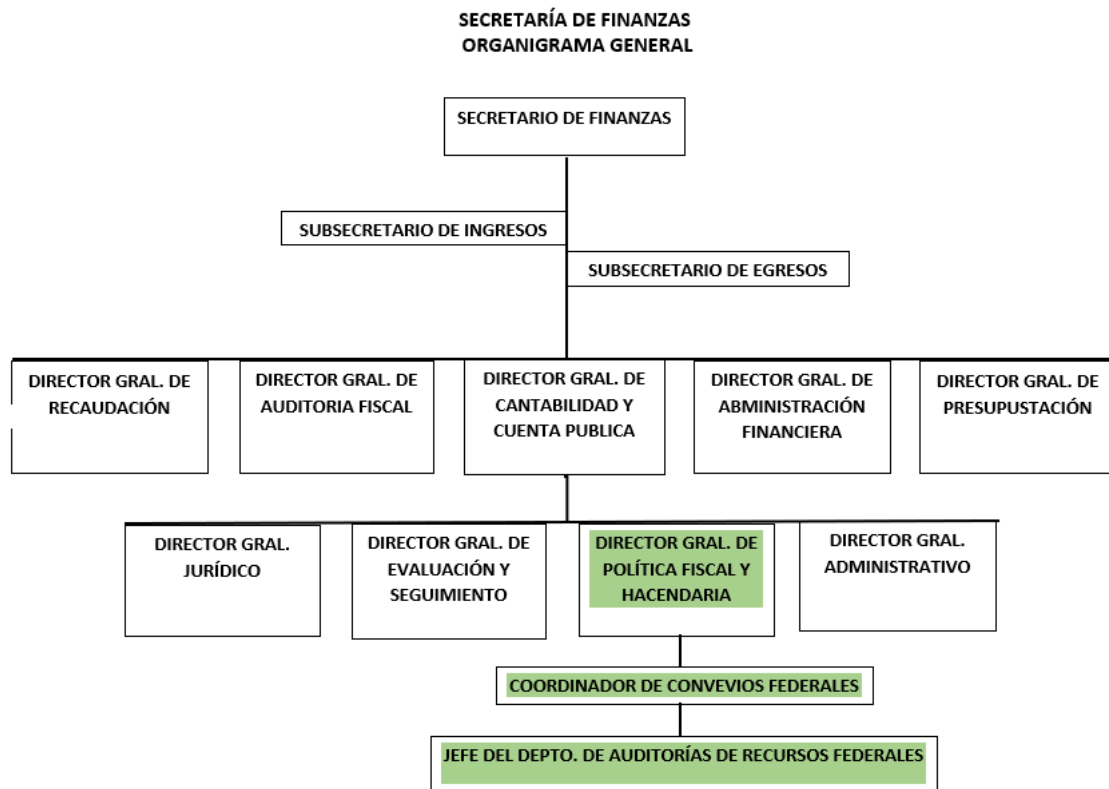 SECRETARÍA DE FINANZAS
ORGANIGRAMA GENERAL
SECRETARIO DE FINANZAS
SUBSECRETARIO DE INGRESOS
SUBSECRETARIO DE EGRESOS
DIRECTOR GRAL. DE
RECAUDACIÓN
DIRECTOR GRAL. DE
AUDITORIA FISCAL
DIRECTOR GRAL. DE
CANTABILIDAD Y
CUENTA PUBLICA
DIRECTOR GRAL. DE
ABMINISTRACIÓN
FINANCIERA
DIRECTOR GRAL. DE
PRESUPUSTACIÓN
DIRECTOR GRAL.
JURÍDICO
DIRECTOR GRAL. DE
EVALUACIÓN Y
SEGUIMIENTO
DIRECTOR GRAL. DE
POLÍTICA FISCAL Y
HACENDARIA
DIRECTOR GRAL.
ADMINISTRATIVO
COORDINADOR DE CONVEVIOS FEDERALES
JEFE DEL DEPTO. DE AUDITORÍAS DE RECURSOS FEDERALES